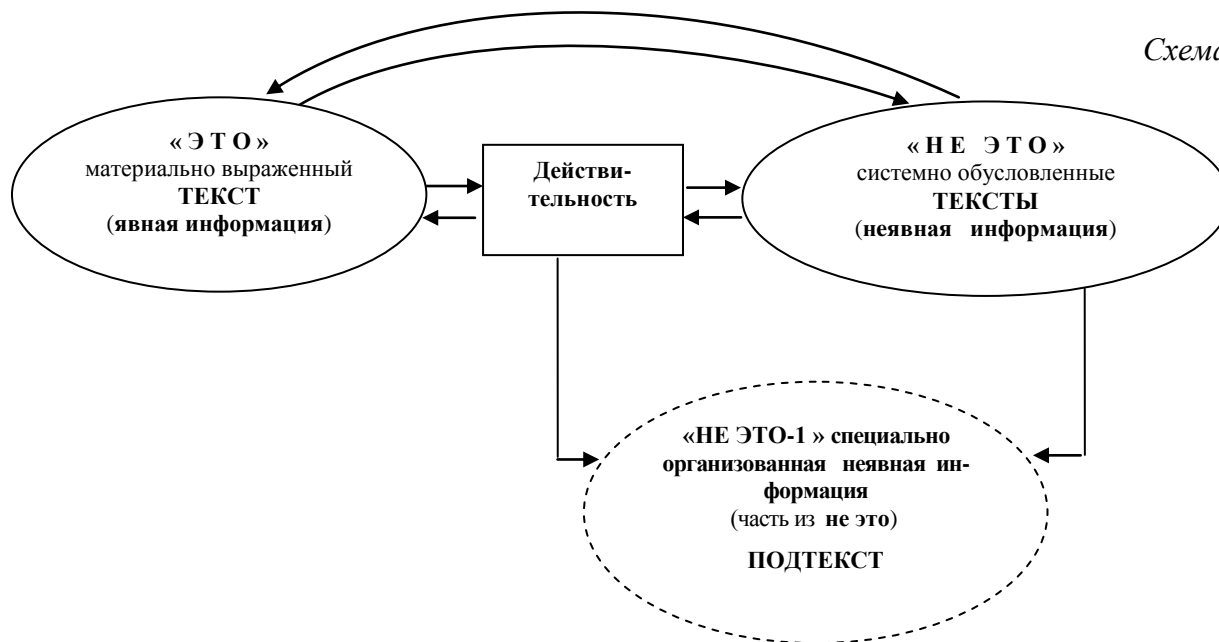 Схема
« Э Т О »
материально выраженный
ТЕКСТ
(явная информация)
Действи-
тельность
« Н Е Э Т О »
системно обусловленные
ТЕКСТЫ
(неявная информация)
«НЕ ЭТО-1 » специально
организованная неявная ин-
формация
(часть из не это)
ПОДТЕКСТ